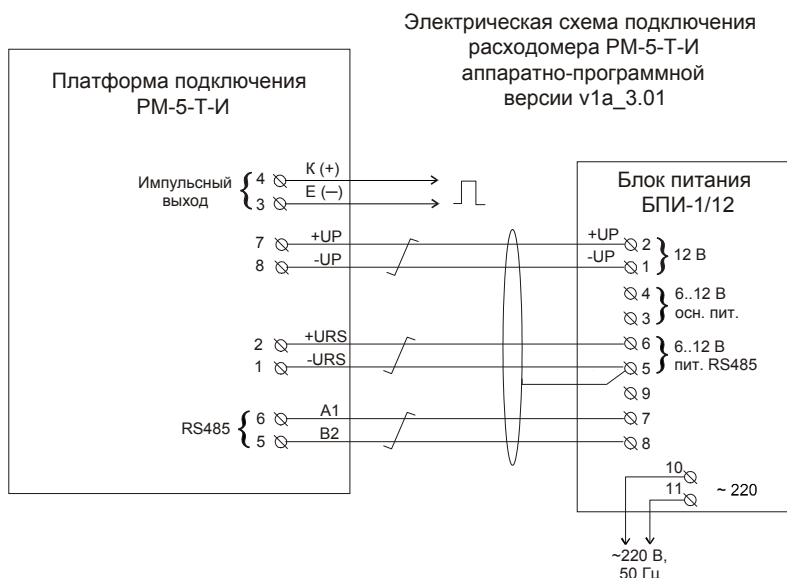 Электрическая схема подключения
расходомера РМ-5-Т-И
аппаратно-программной
версии v1a_3.01
Платформа подключения
РМ-5-Т-И
Импульсный
выход
4
К (+)
3
Е (—)
7
+UP
8
-UP
2
+URS
1
-URS
RS485
6
A1
5
B2
Блок питания
БПИ-1/12
+UP
2
-UP
1
12 В
4
3
6..12 В
осн. пит.
6
5
6..12 В
пит. RS485
9
7
8
10
11
~ 220
~220 В,
50 Гц